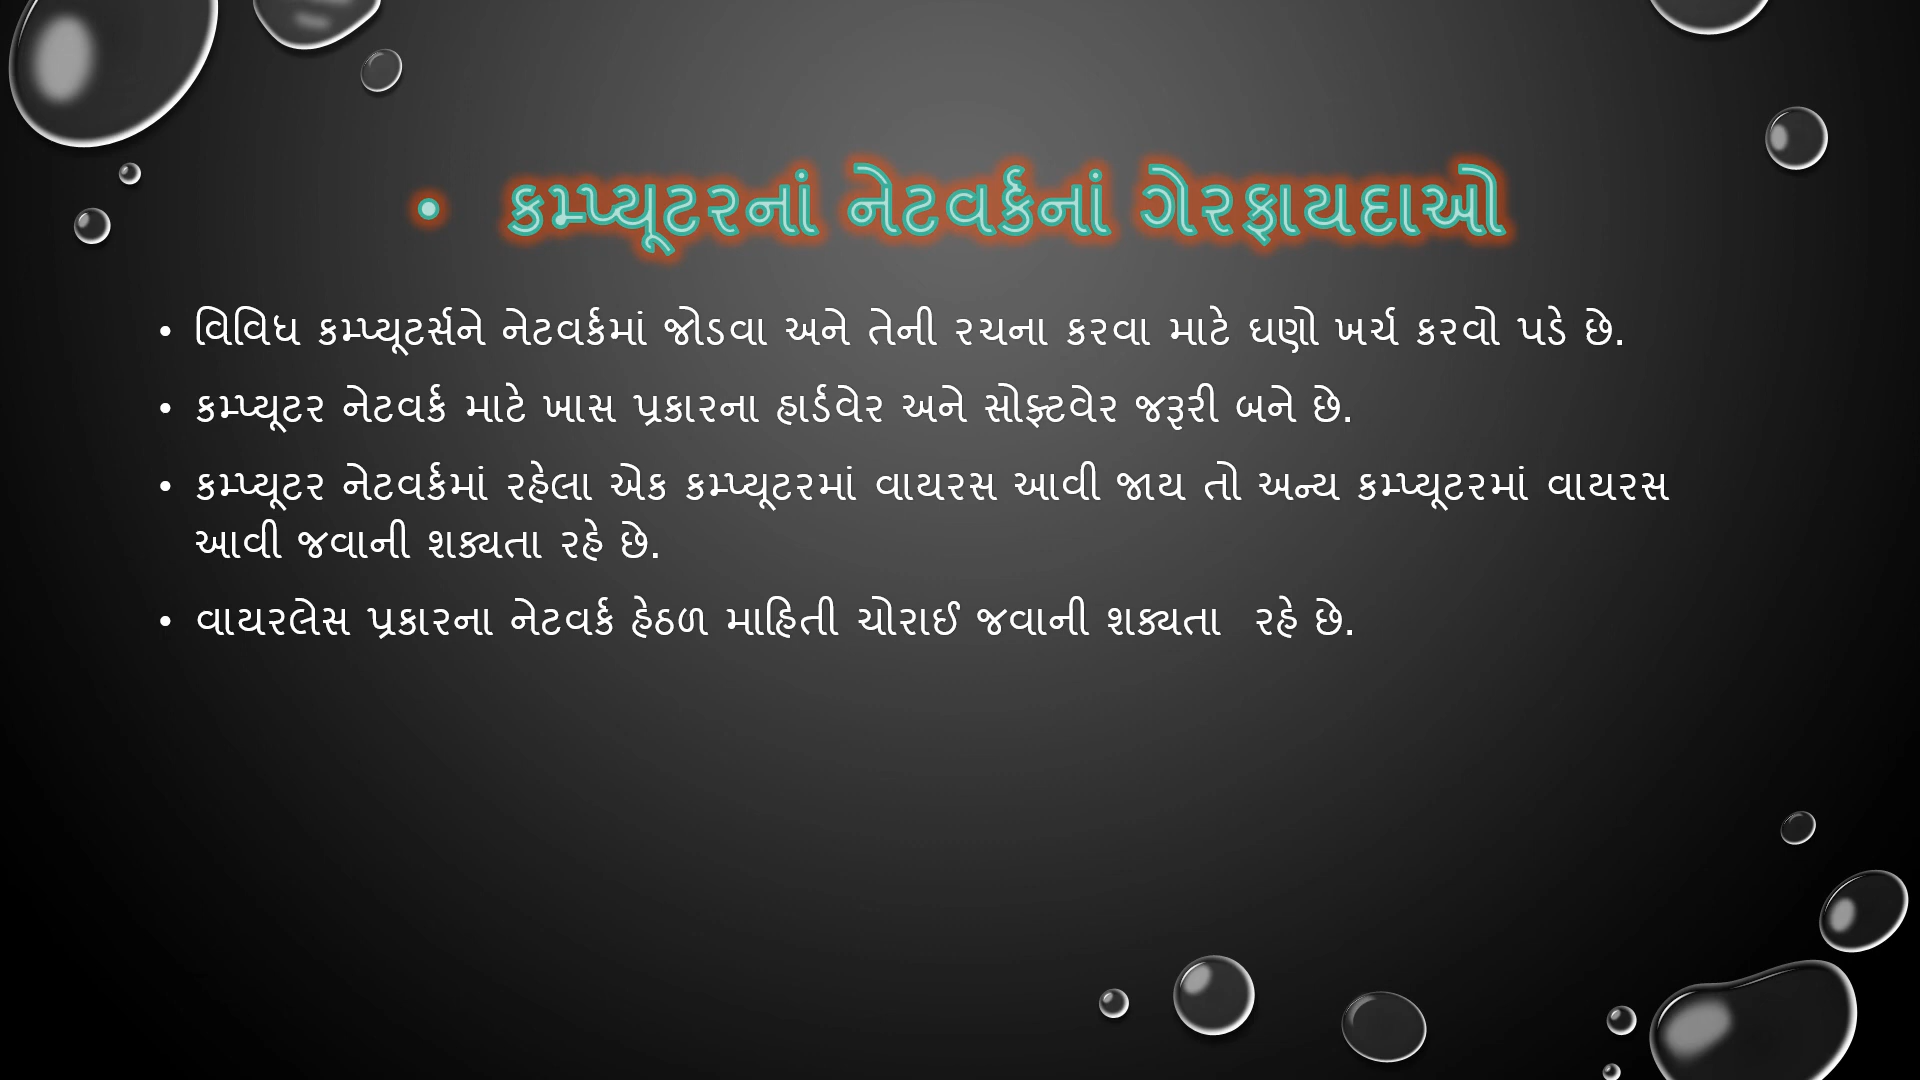 • કમ્પ્યૂટરનાં નેટવર્કનાં ગેરફાયદાઓ
• વિવિધ કમ્પ્યૂટર્સને નેટવર્કમાં જોડવા અને તેની રચના કરવા માટે ઘણો ખર્ચ કરવો પડે છે.
• કમ્પ્યૂટર નેટવર્ક માટે ખાસ પ્રકારના હાર્ડવેર અને સોફ્ટવેર જરૂરી બને છે.
• કમ્પ્યૂટર નેટવર્કમાં રહેલા એક કમ્પ્યૂટરમાં વાયરસ આવી જાય તો અન્ય કમ્પ્યૂટરમાં વાયરસ
આવી જવાની શક્યતા રહે છે.
• વાયરલેસ પ્રકારના નેટવર્ક હેઠળ માહિતી ચોરાઈ જવાની શક્યતા  રહે છે.